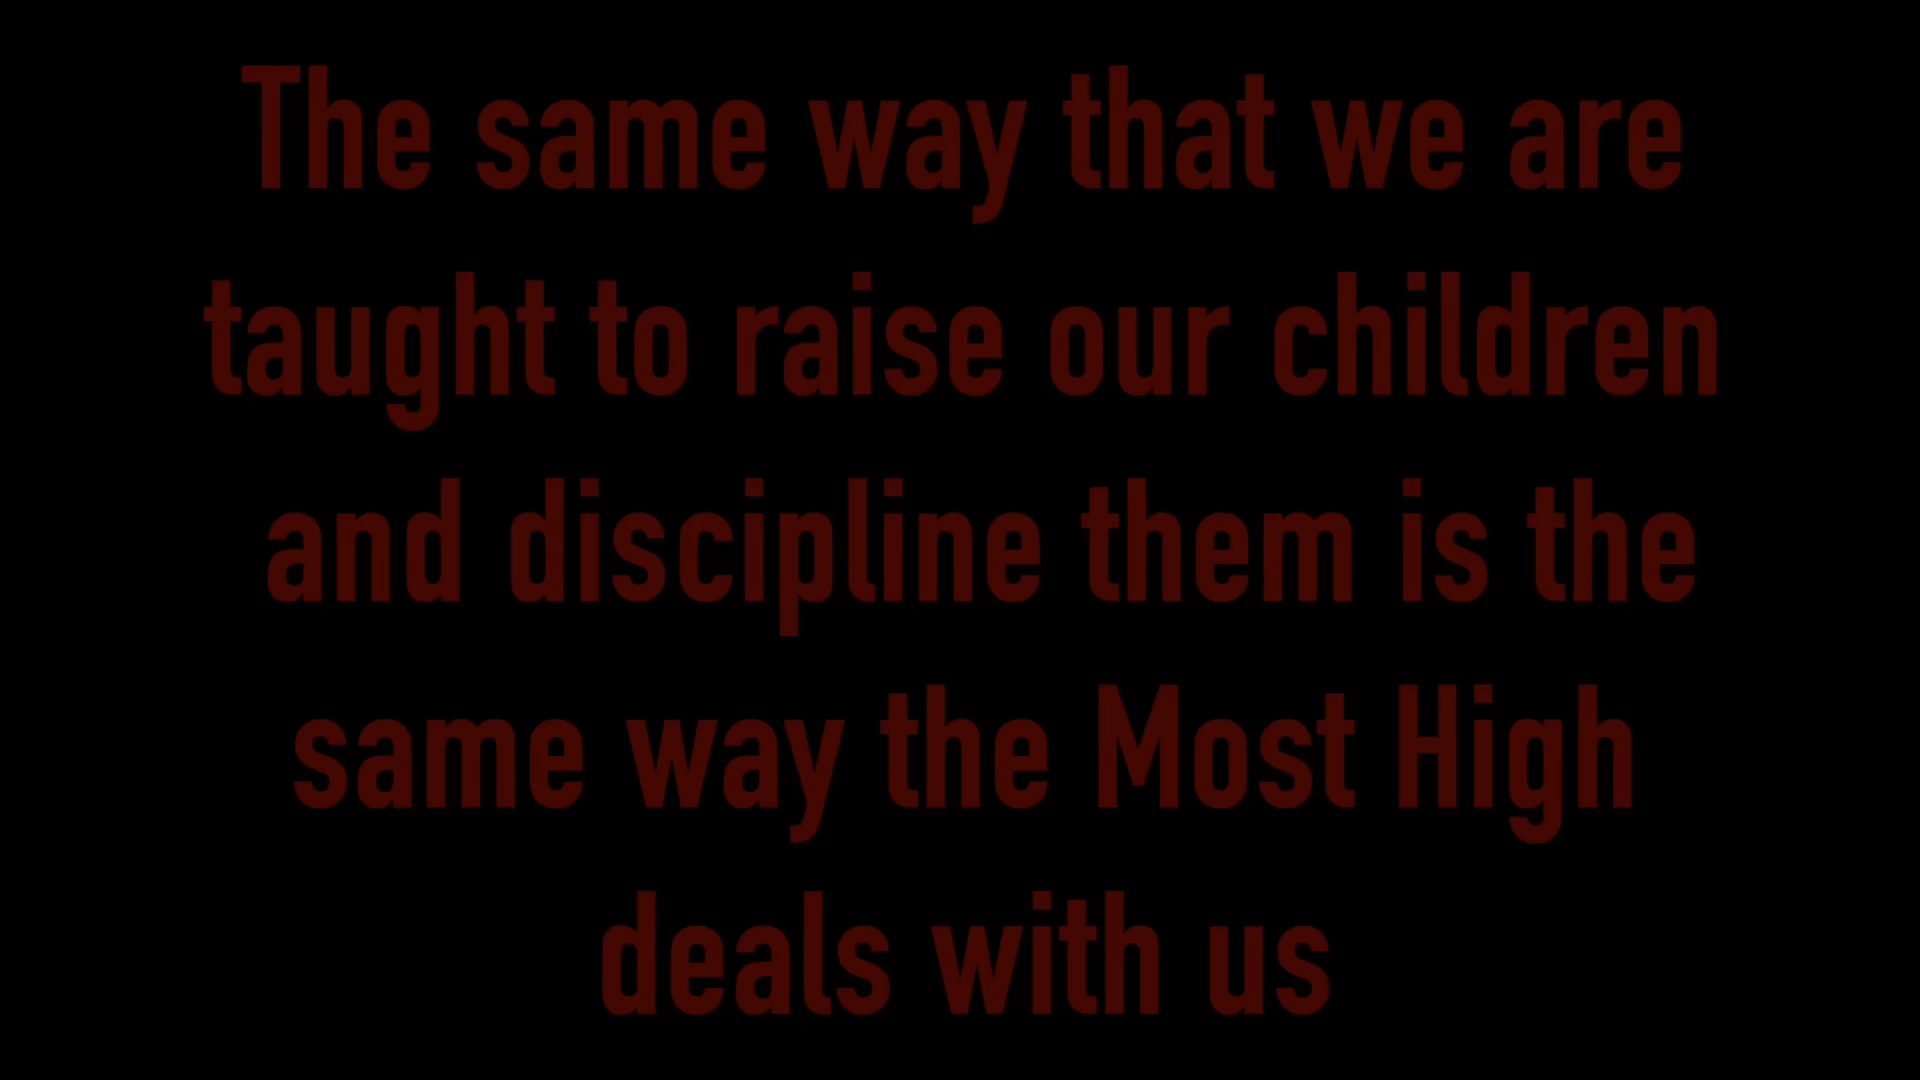 The same way that we are
taught to raise our children
and discipline them is the
same way the Most High
deals with us